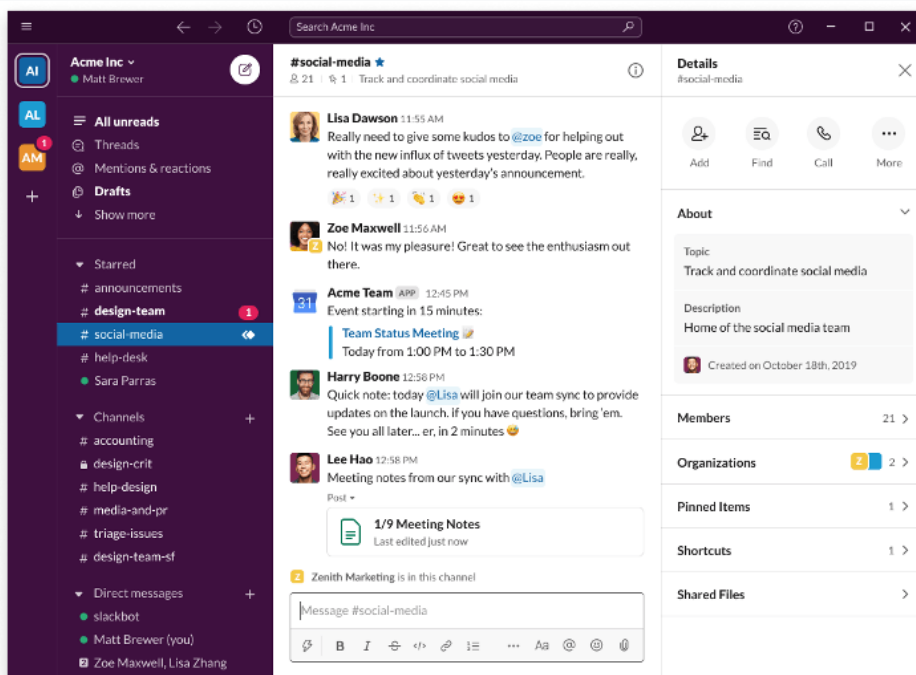 Search Acme Inc
AI
AL
AM
1
Acme Inc
Matt Brewer
All unreads
Threads
Mentions & reactions
Drafts
Show more
Starred
# announcements
# design-team 1
# social-media
# help-desk
Sara Parras
Channels +
# accounting
design-crit
# help-design
# media-and-pr
# triage-issues
# design-team-sf
Direct messages +
slackbot
Matt Brewer (you)
2 Zoe Maxwell, Lisa Zhang
#social-media
21 | 1 | Track and coordinate social media
Lisa Dawson 11:55 AM
Really need to give some kudos to @zoe for helping out
with the new influx of tweets yesterday. People are really,
really excited about yesterday's announcement.
1 1 1 1
Zoe Maxwell 11:56 AM
Z
No! It was my pleasure! Great to see the enthusiasm out
there.
31
Acme Team APP 12:45 PM
Event starting in 15 minutes:
Team Status Meeting
Today from 1:00 PM to 1:30 PM
Harry Boone 12:58 PM
Quick note: today @Lisa will join our team sync to provide
updates on the launch. if you have questions, bring 'em.
See you all later... er, in 2 minutes
Lee Hao 12:58 PM
Meeting notes from our sync with @Lisa
Post
1/9 Meeting Notes
Last edited just now
Z Zenith Marketing is in this channel
Message #social-media
B I S </> ... Aa @
Details
#social-media
Add Find Call More
About
Topic
Track and coordinate social media
Description
Home of the social media team
Created on October 18th, 2019
Members 21
Organizations Z 2
Pinned Items 1
Shortcuts 1
Shared Files